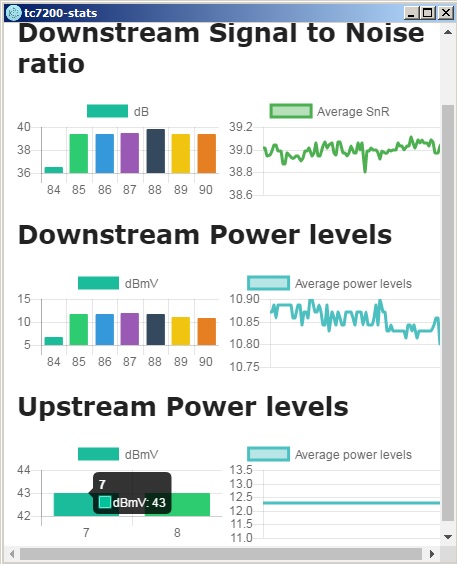 tc7200-stats
Downstream Signal to Noise
ratio
dB
40
38
36
84 85 86 87 88 89 90
Average SnR
39.2
39.0
38.8
38.6
Downstream Power levels
dBmV
15
10
5
84 85 86 87 88 89 90
Average power levels
10.90
10.85
10.80
10.75
Upstream Power levels
dBmV
44
43
42
7
dBmV: 43
7 8
Average power levels
13.5
13.0
12.5
12.0
11.5
11.0